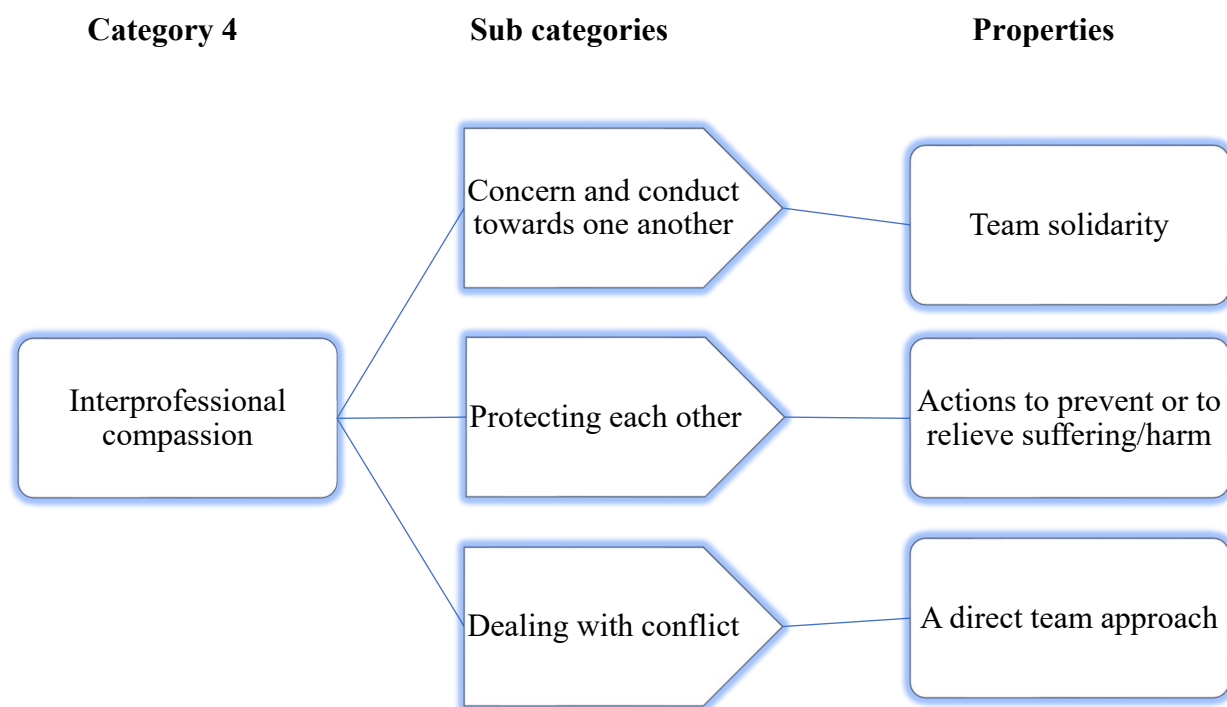 Category 4
Sub categories
Properties
Concern and conduct
towards one another
Team solidarity
Interprofessional
compassion
Protecting each other
Actions to prevent or to
relieve suffering/harm
Dealing with conflict
A direct team approach